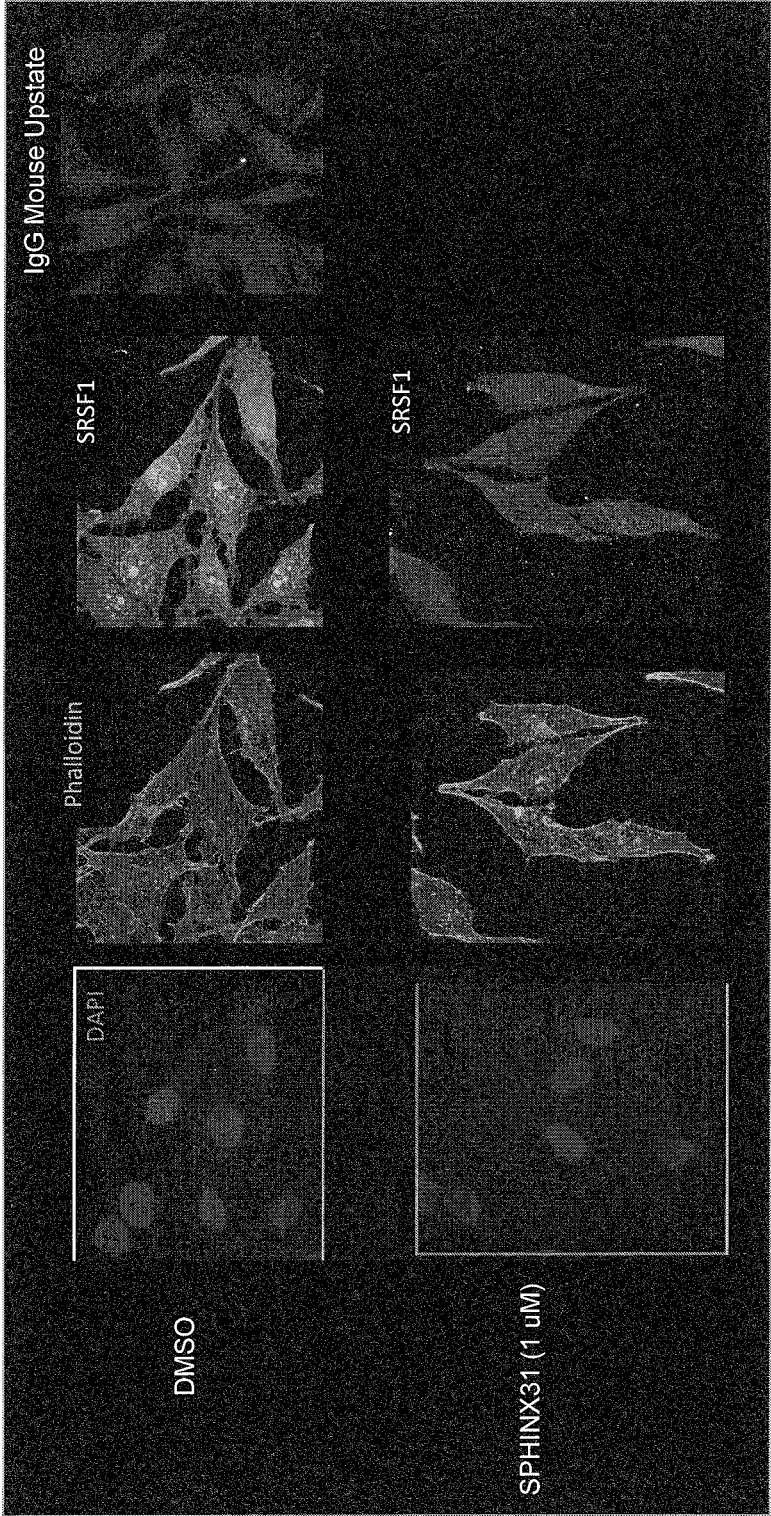 DAPI
Phalloidin
SRSF1
IgG Mouse Upstate
DMSO
SRSF1
SPHINX31 (1 uM)